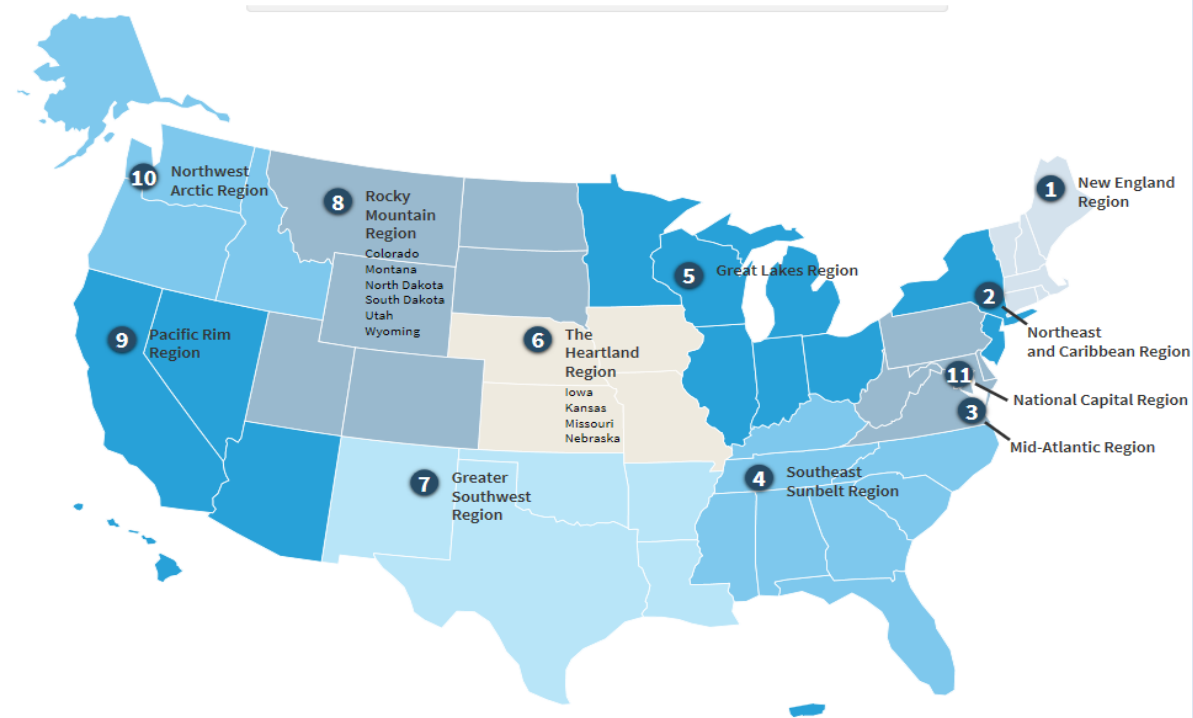 1
New England
Region
2
Northeast
and Caribbean Region
11
National Capital Region
3
Mid-Atlantic Region
4
Southeast
Sunbelt Region
5
Great Lakes Region
6
The
Heartland
Region
Iowa
Kansas
Missouri
Nebraska
7
Greater
Southwest
Region
8
Rocky
Mountain
Region
Colorado
Montana
North Dakota
South Dakota
Utah
Wyoming
9
Pacific Rim
Region
10
Northwest
Arctic Region